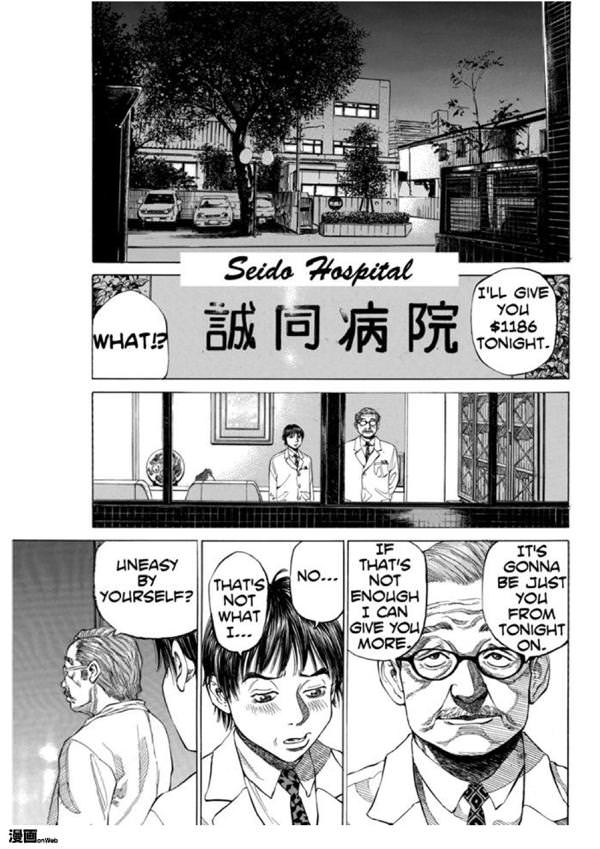 Seido Hospital
I'LL GIVE
YOU
$1186
TONIGHT.
誠同病院
WHAT!?
IT'S
GONNA
BE JUST
YOU
FROM
TONIGHT
ON.
IF
THAT'S
NOT
ENOUGH
I CAN
GIVE YOU
MORE.
NO...
THAT'S
NOT
WHAT
I...
UNEASY
BY
YOURSELF?
漫画onWeb